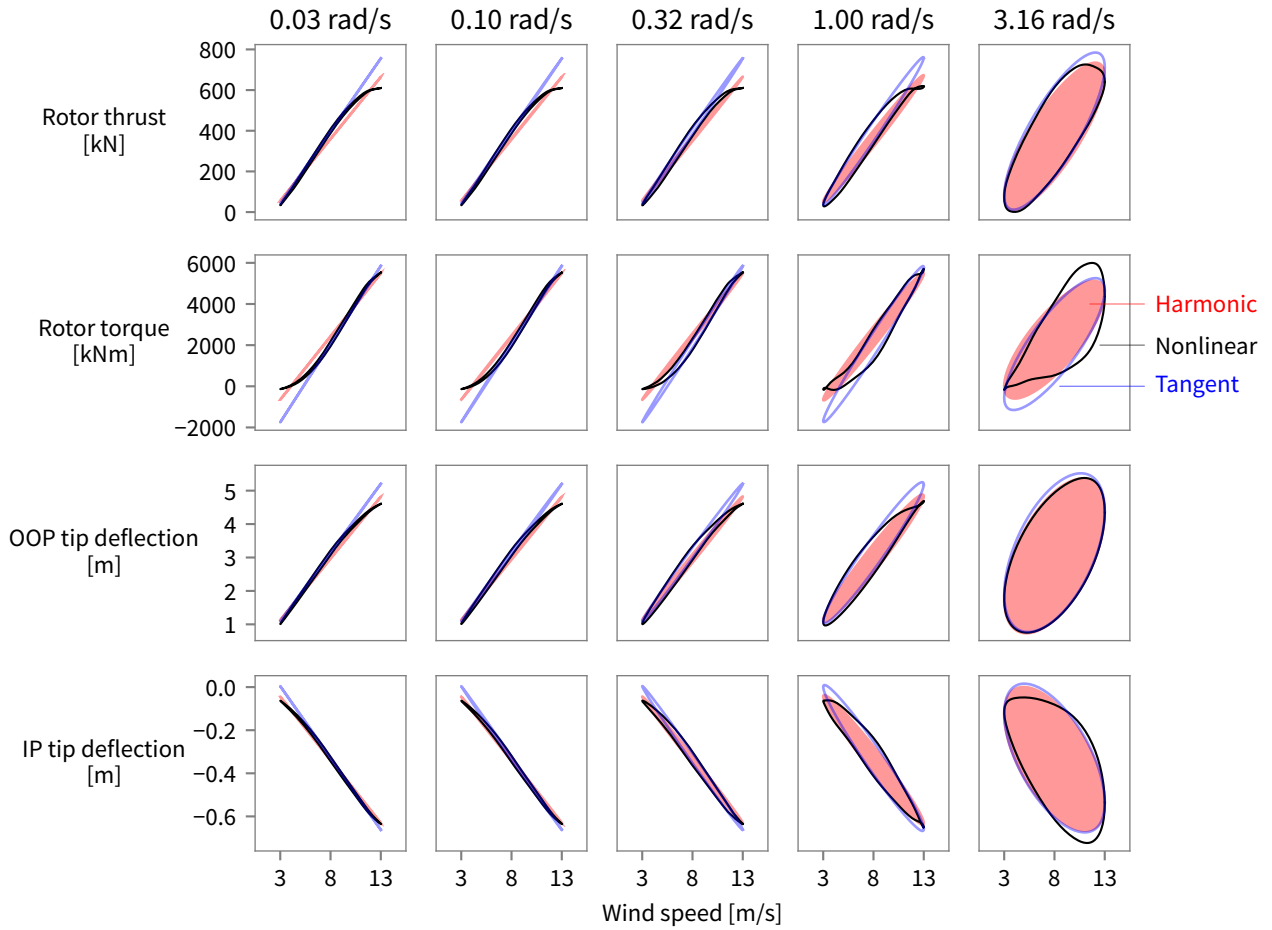 0.03 rad/s 0.10 rad/s 0.32 rad/s 1.00 rad/s 3.16 rad/s
Rotor thrust
[kN]
800
600
400
200
0
Rotor torque
[kNm]
6000
4000
2000
0
−2000
Harmonic
Nonlinear
Tangent
OOP tip deflection
[m]
5
4
3
2
1
IP tip deflection
[m]
0.0
−0.2
−0.4
−0.6
3 8 13 3 8 13 3 8 13 3 8 13 3 8 13
Wind speed [m/s]